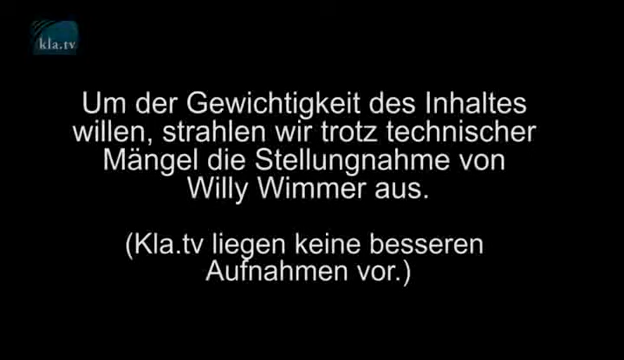 kla.tv
Um der Gewichtigkeit des Inhaltes
willen, strahlen wir trotz technischer
Mängel die Stellungnahme von
Willy Wimmer aus.
(Kla.tv liegen keine besseren
Aufnahmen vor.)